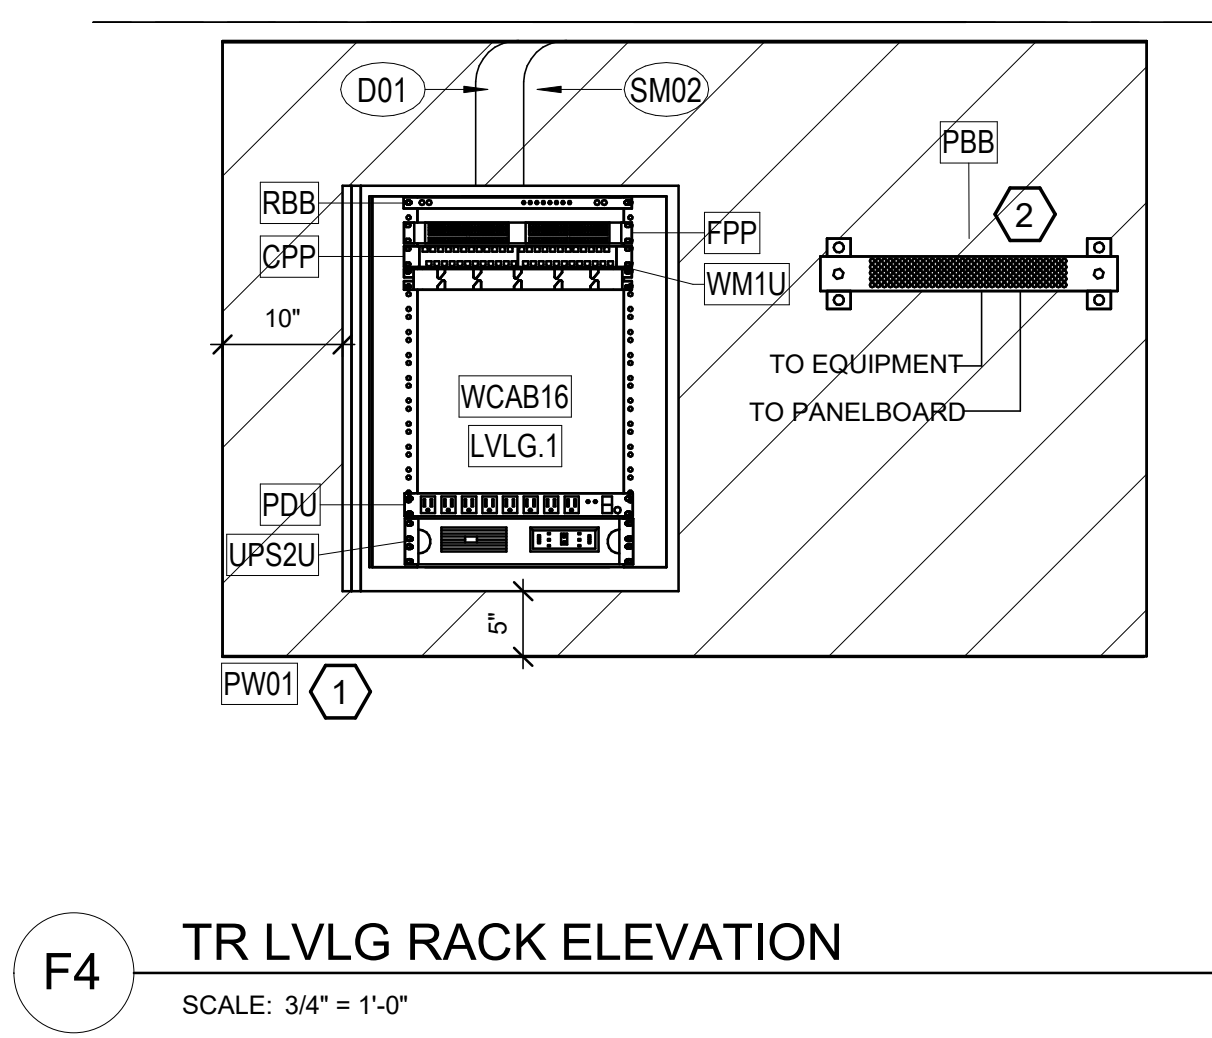 D01
SM02
PBB
RBB
2
FPP
CPP
WM1U
10"
TO EQUIPMENT
WCAB16
TO PANELBOARD
LVLG.1
PDU
UPS2U
5"
PW01
1
TR LVLG RACK ELEVATION
F4
SCALE: 3/4" = 1'-0"